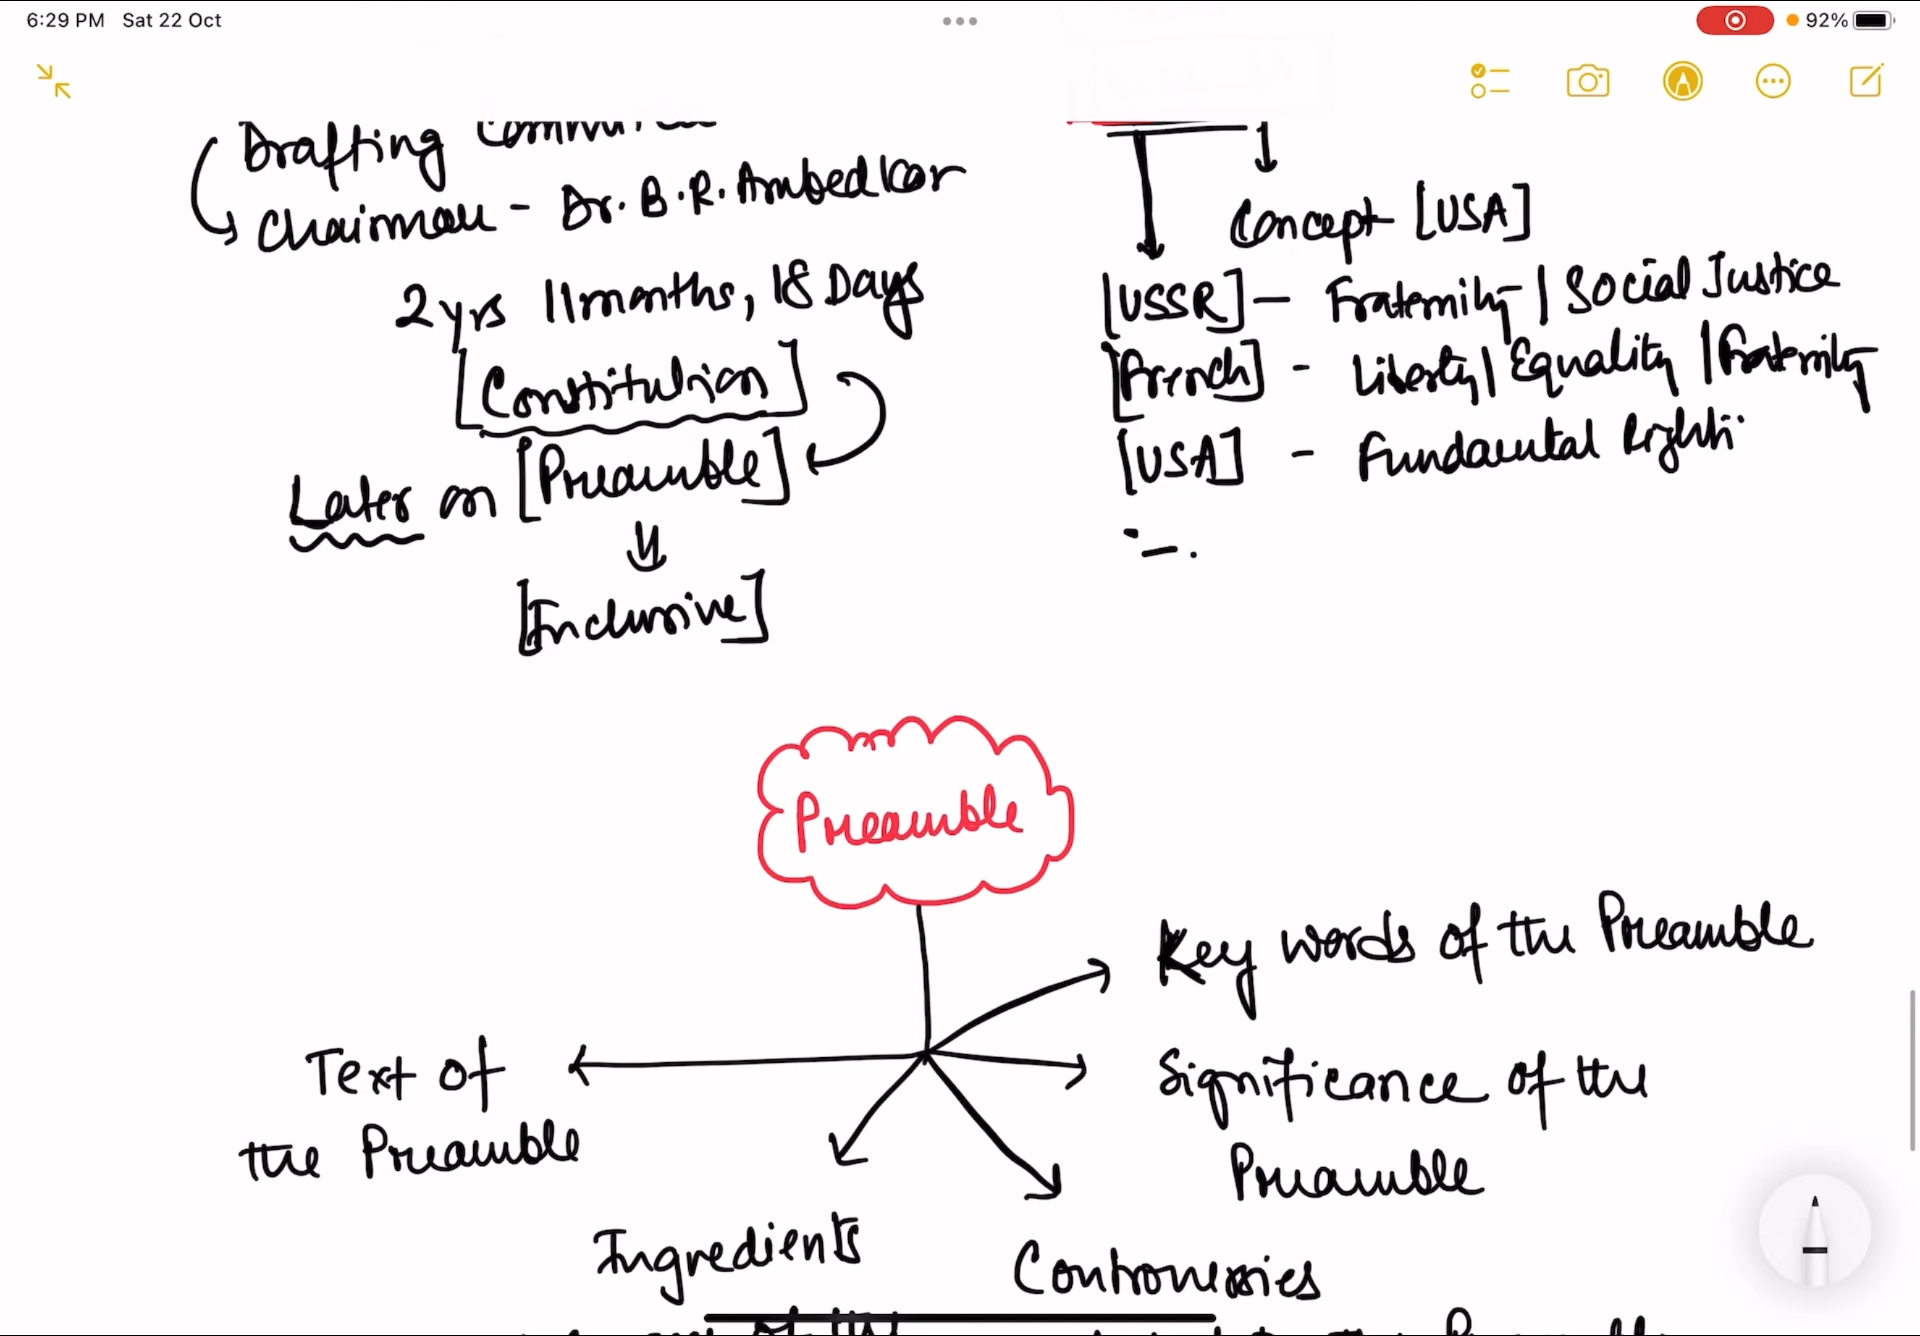 6:29 PM Sat 22 Oct
92%
Drafting
Chairman - Dr. B.R. Ambedkar
2 yrs 11 months, 18 Days
[Constitution]
Later on [Preamble]
[Inclusive]
Concept [USA]
[USSR] - Fraternity | Social Justice
[French] - Liberty | Equality | Fraternity
[USA] - Fundamental Rights
Preamble
Key words of the Preamble
Text of
the Preamble
Significance of the
Preamble
Ingredients
Controversies